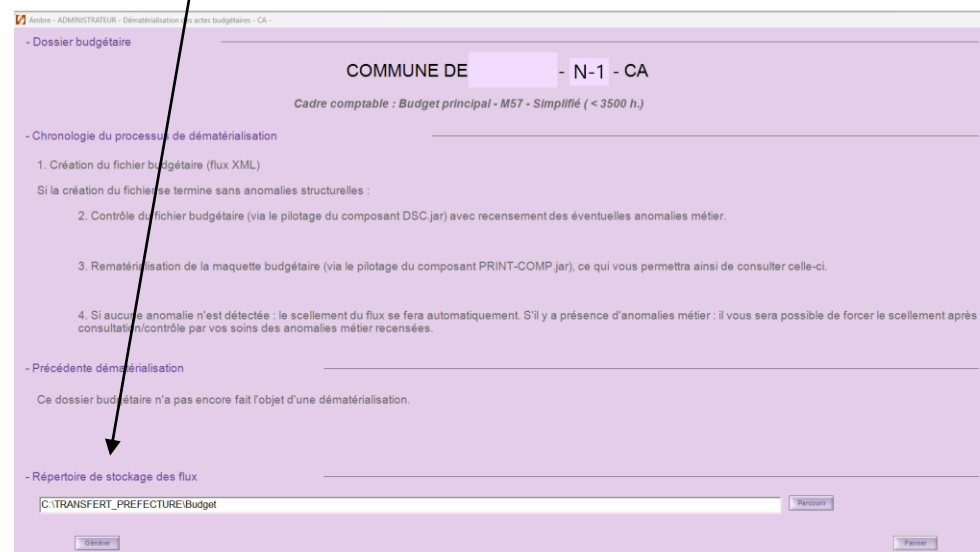 Ambre - ADMINISTRATEUR - Dématérialisation des actes budgétaires - CA -
- Dossier budgétaire
COMMUNE DE - N-1 - CA
Cadre comptable : Budget principal - M57 - Simplifié ( < 3500 h.)
- Chronologie du processus de dématérialisation
1. Création du fichier budgétaire (flux XML)
Si la création du fichier se termine sans anomalies structurelles :
2. Contrôle du fichier budgétaire (via le pilotage du composant DSC.jar) avec recensement des éventuelles anomalies métier.
3. Rematérialisation de la maquette budgétaire (via le pilotage du composant PRINT-COMP.jar), ce qui vous permettra ainsi de consulter celle-ci.
4. Si aucune anomalie n'est détectée : le scellement du flux se fera automatiquement. S'il y a présence d'anomalies métier : il vous sera possible de forcer le scellement après
consultation/contrôle par vos soins des anomalies métier recensées.
- Précédente dématérialisation
Ce dossier budgétaire n'a pas encore fait l'objet d'une dématérialisation.
- Répertoire de stockage des flux
C:\TRANSFERT_PREFECTURE\Budget
Parcourir
Générer
Fermer